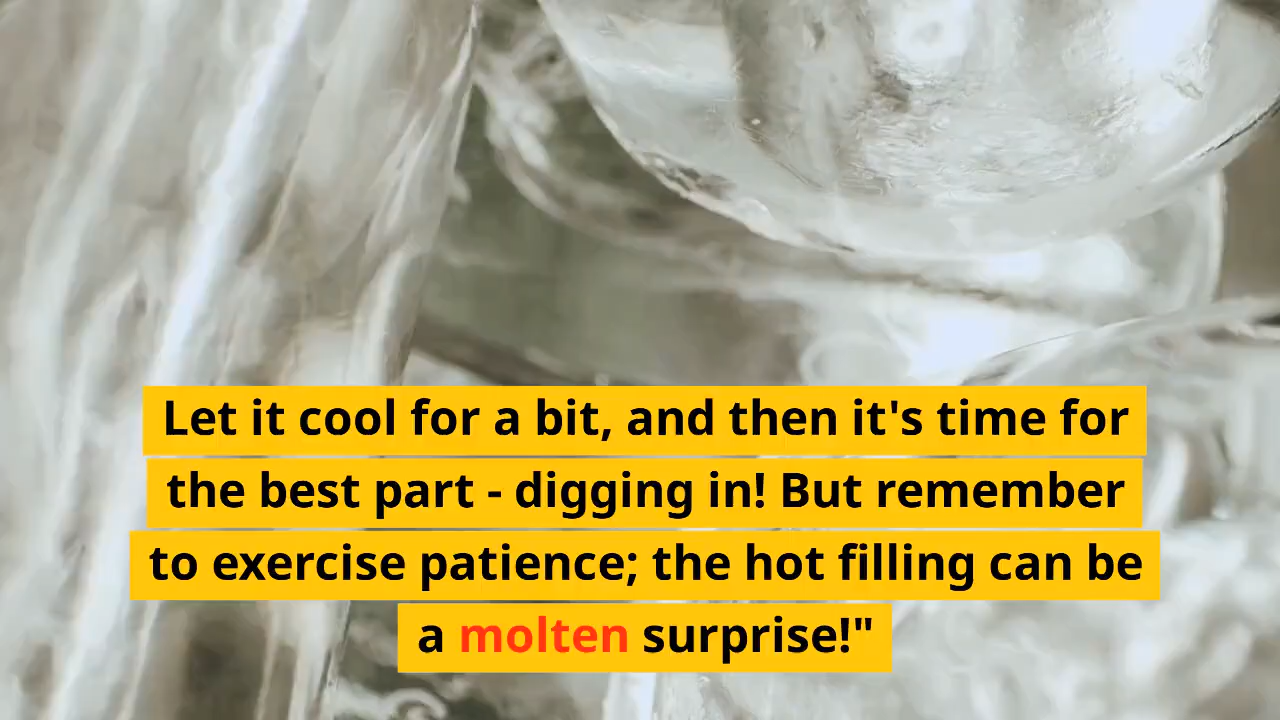 Let it cool for a bit, and then it's time for
the best part - digging in! But remember
to exercise patience; the hot filling can be
a molten surprise!"